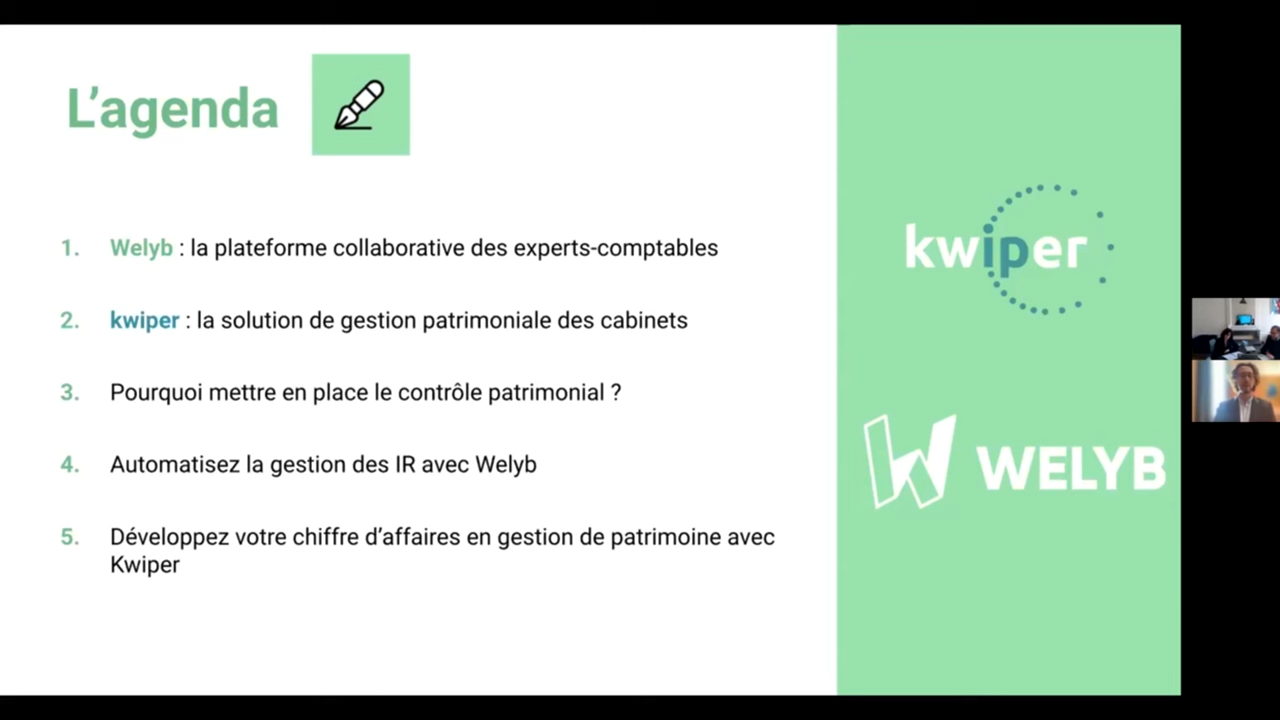 L'agenda
1. Welyb : la plateforme collaborative des experts-comptables
2. kwiper : la solution de gestion patrimoniale des cabinets
3. Pourquoi mettre en place le contrôle patrimonial ?
4. Automatisez la gestion des IR avec Welyb
5. Développez votre chiffre d'affaires en gestion de patrimoine avec
Kwiper
kwiper
WELYB